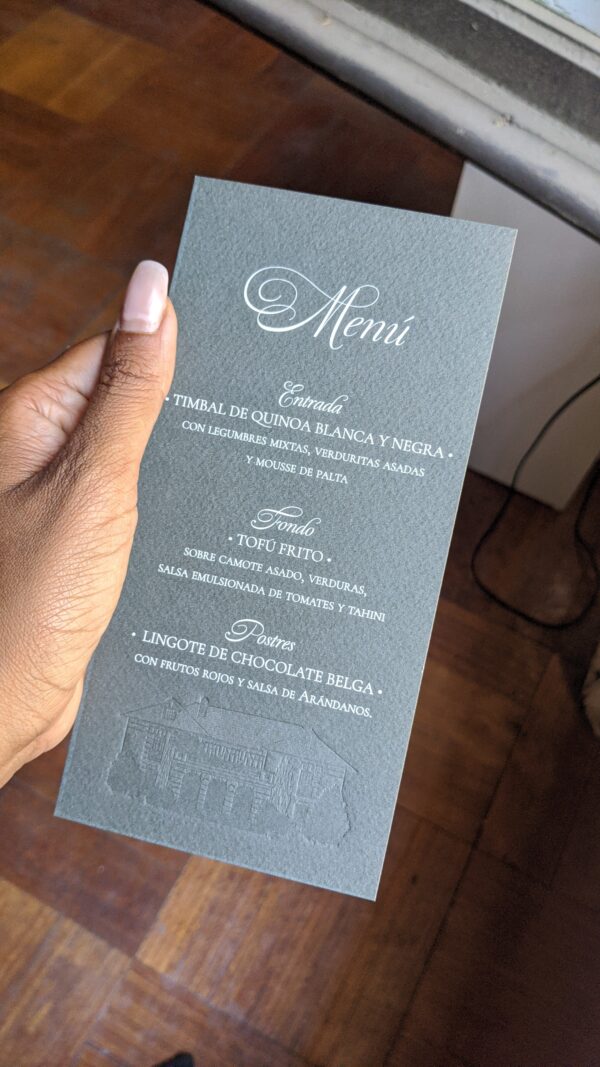 Menú
Entrada
• TIMBAL DE QUINOA BLANCA Y NEGRA •
CON LEGUMBRES MIXTAS, VERDURITAS ASADAS
Y MOUSSE DE PALTA
Fondo
• TOFÚ FRITO •
SOBRE CAMOTE ASADO, VERDURAS,
SALSA EMULSIONADA DE TOMATES Y TAHINI
Postres
• LINGOTE DE CHOCOLATE BELGA •
CON FRUTOS ROJOS Y SALSA DE ARÁNDANOS.